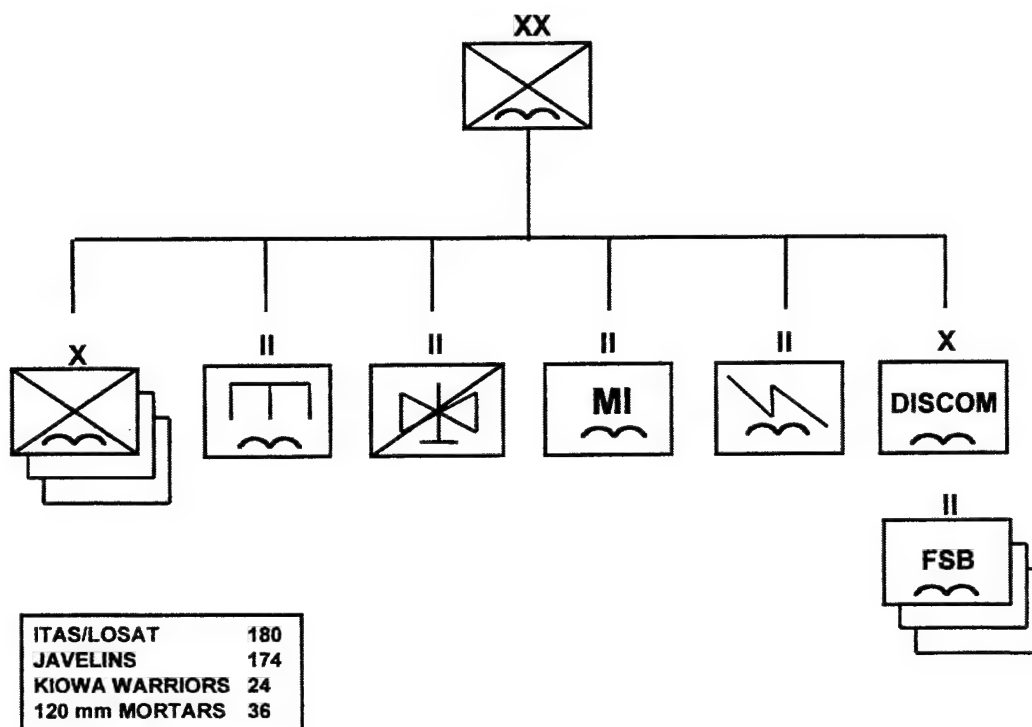 XX
X
II
II
II
II
X
MI
DISCOM
II
FSB
ITAS/LOSAT 180
JAVELINS 174
KIOWA WARRIORS 24
120 mm MORTARS 36